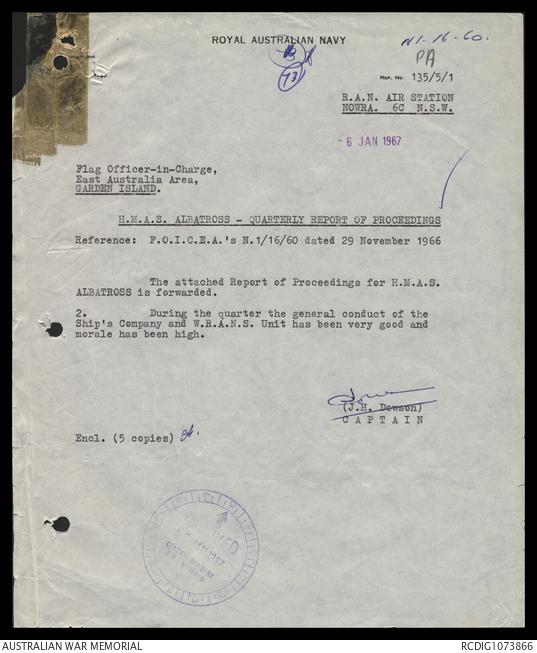 ROYAL AUSTRALIAN NAVY
N1-16-60.
PA
73
REF. No. 135/5/1
R.A.N. AIR STATION
NOWRA. 6C N.S.W.
-6 JAN 1967
Flag Officer-in-Charge,
East Australia Area,
GARDEN ISLAND.
H.M.A.S. ALBATROSS - QUARTERLY REPORT OF PROCEEDINGS
Reference: F.O.I.C.E.A.'s N.1/16/60 dated 29 November 1966
The attached Report of Proceedings for H.M.A.S.
ALBATROSS is forwarded.
2. During the quarter the general conduct of the
Ship's Company and W.R.A.N.S. Unit has been very good and
morale has been high.
(J.H. Dowson)
CAPTAIN
Encl. (5 copies)
AUSTRALIAN WAR MEMORIAL
RCDIG1073866